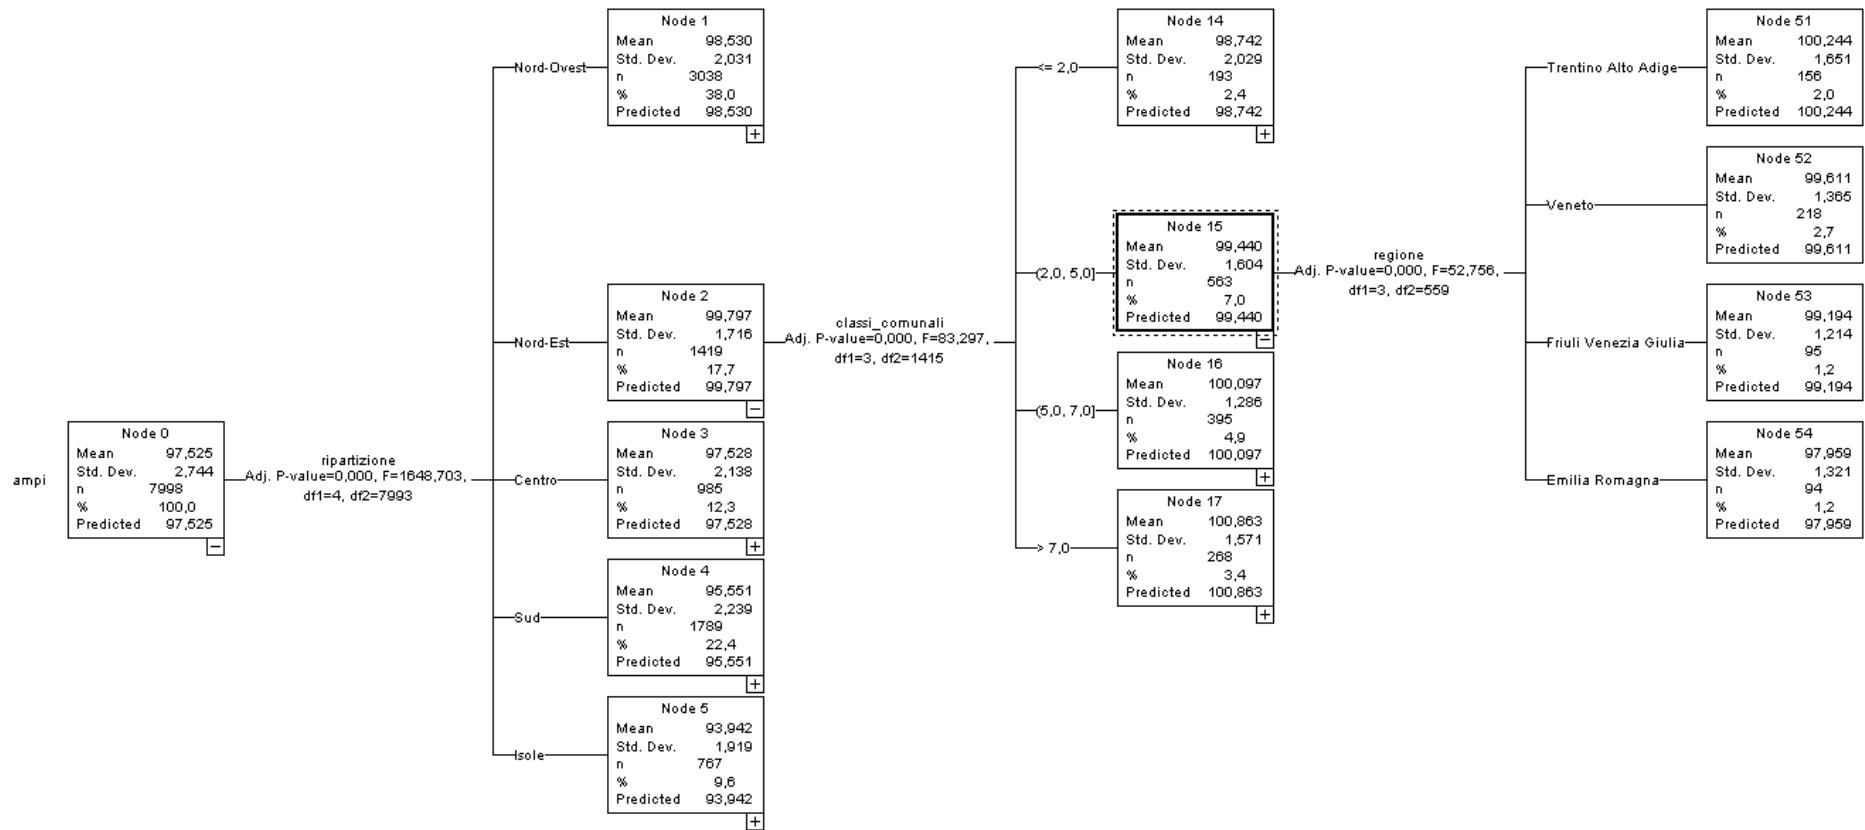 ampi
Node 0
Mean 97,525
Std. Dev. 2,744
n 7998
% 100,0
Predicted 97,525
ripartizione
Adj. P-value=0,000, F=1648,703,
df1=4, df2=7993
Nord-Ovest
Node 1
Mean 98,530
Std. Dev. 2,031
n 3038
% 38,0
Predicted 98,530
Nord-Est
Node 2
Mean 99,797
Std. Dev. 1,716
n 1419
% 17,7
Predicted 99,797
Centro
Node 3
Mean 97,528
Std. Dev. 2,138
n 985
% 12,3
Predicted 97,528
Sud
Node 4
Mean 95,551
Std. Dev. 2,239
n 1789
% 22,4
Predicted 95,551
Isole
Node 5
Mean 93,942
Std. Dev. 1,919
n 767
% 9,6
Predicted 93,942
classi_comunali
Adj. P-value=0,000, F=83,297,
df1=3, df2=1415
<= 2,0
Node 14
Mean 98,742
Std. Dev. 2,029
n 193
% 2,4
Predicted 98,742
(2,0, 5,0]
Node 15
Mean 99,440
Std. Dev. 1,604
n 563
% 7,0
Predicted 99,440
(5,0, 7,0]
Node 16
Mean 100,097
Std. Dev. 1,286
n 395
% 4,9
Predicted 100,097
> 7,0
Node 17
Mean 100,863
Std. Dev. 1,571
n 268
% 3,4
Predicted 100,863
regione
Adj. P-value=0,000, F=52,756,
df1=3, df2=559
Trentino Alto Adige
Node 51
Mean 100,244
Std. Dev. 1,651
n 156
% 2,0
Predicted 100,244
Veneto
Node 52
Mean 99,611
Std. Dev. 1,365
n 218
% 2,7
Predicted 99,611
Friuli Venezia Giulia
Node 53
Mean 99,194
Std. Dev. 1,214
n 95
% 1,2
Predicted 99,194
Emilia Romagna
Node 54
Mean 97,959
Std. Dev. 1,321
n 94
% 1,2
Predicted 97,959